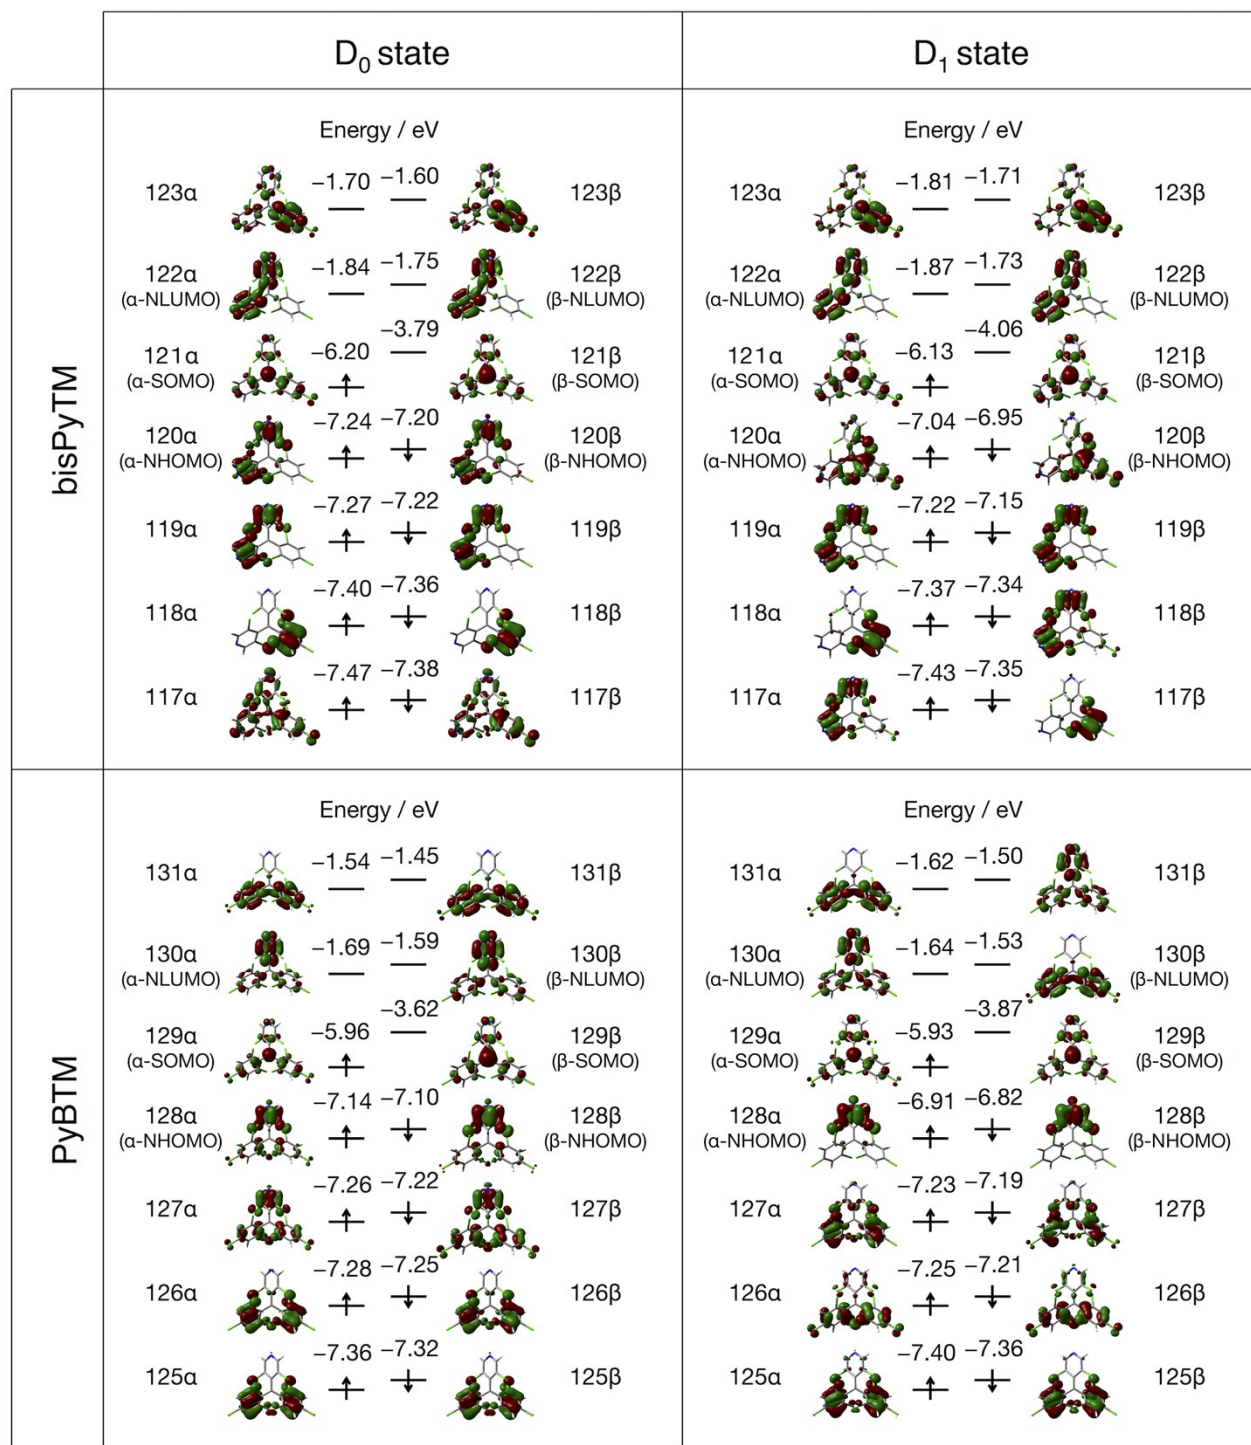 D₀ state
D₁ state
bisPyTM
Energy / eV
123α
−1.70
−1.60
123β
122α
(α-NLUMO)
−1.84
−1.75
122β
(β-NLUMO)
121α
(α-SOMO)
−6.20
−3.79
121β
(β-SOMO)
120α
(α-NHOMO)
−7.24
−7.20
120β
(β-NHOMO)
119α
−7.27
−7.22
119β
118α
−7.40
−7.36
118β
117α
−7.47
−7.38
117β
Energy / eV
123α
−1.81
−1.71
123β
122α
(α-NLUMO)
−1.87
−1.73
122β
(β-NLUMO)
121α
(α-SOMO)
−6.13
−4.06
121β
(β-SOMO)
120α
(α-NHOMO)
−7.04
−6.95
120β
(β-NHOMO)
119α
−7.22
−7.15
119β
118α
−7.37
−7.34
118β
117α
−7.43
−7.35
117β
PyBTM
Energy / eV
131α
−1.54
−1.45
131β
130α
(α-NLUMO)
−1.69
−1.59
130β
(β-NLUMO)
129α
(α-SOMO)
−5.96
−3.62
129β
(β-SOMO)
128α
(α-NHOMO)
−7.14
−7.10
128β
(β-NHOMO)
127α
−7.26
−7.22
127β
126α
−7.28
−7.25
126β
125α
−7.36
−7.32
125β
Energy / eV
131α
−1.62
−1.50
131β
130α
(α-NLUMO)
−1.64
−1.53
130β
(β-NLUMO)
129α
(α-SOMO)
−5.93
−3.87
129β
(β-SOMO)
128α
(α-NHOMO)
−6.91
−6.82
128β
(β-NHOMO)
127α
−7.23
−7.19
127β
126α
−7.25
−7.21
126β
125α
−7.40
−7.36
125β